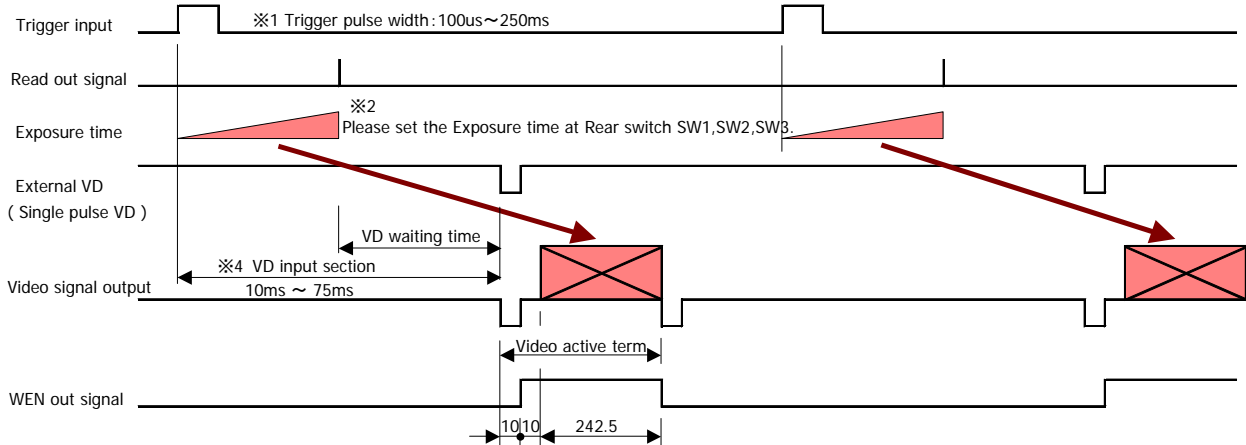 Trigger input
※1 Trigger pulse width:100us～250ms
Read out signal
※2
Exposure time
Please set the Exposure time at Rear switch SW1,SW2,SW3.
External VD
( Single pulse VD )
VD waiting time
※4 VD input section
Video signal output
10ms ～ 75ms
Video active term
WEN out signal
10 10 242.5